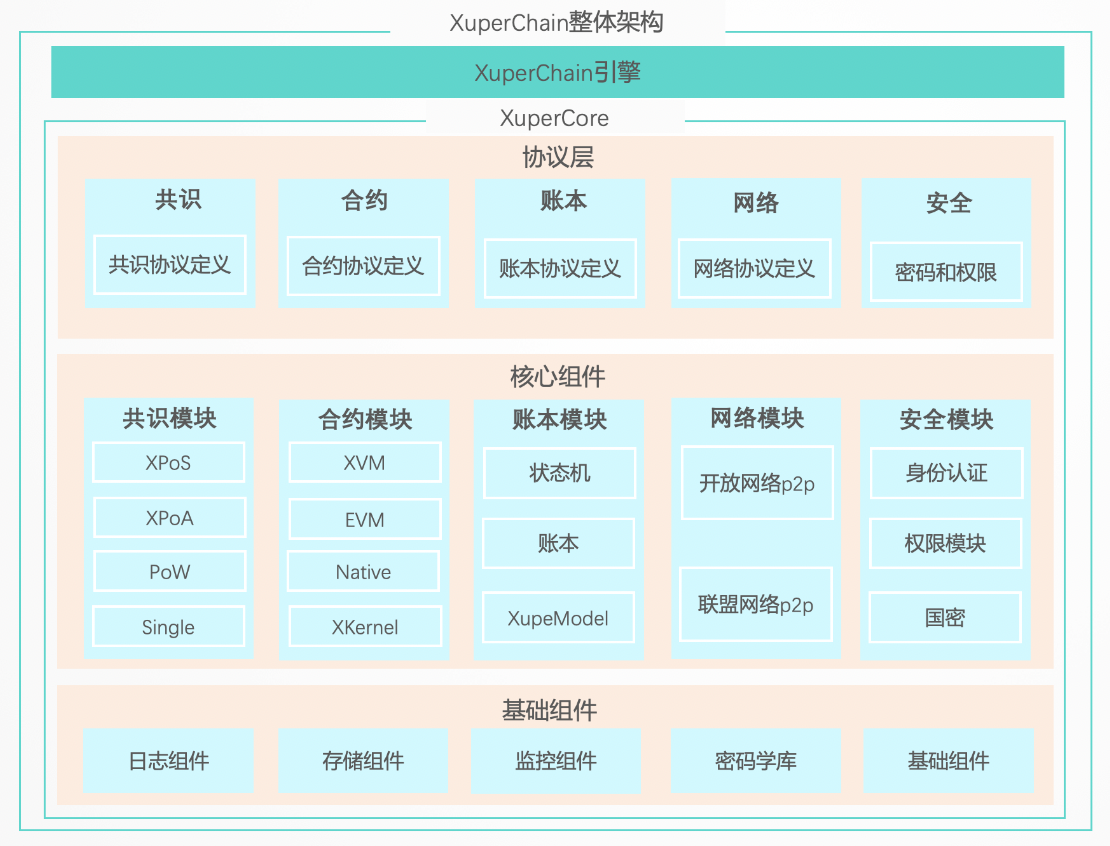 XuperChain整体架构
XuperChain引擎
XuperCore
协议层
共识
合约
账本
网络
安全
共识协议定义
合约协议定义
账本协议定义
网络协议定义
密码和权限
核心组件
共识模块
XPoS
XPoA
PoW
Single
合约模块
XVM
EVM
Native
XKernel
账本模块
状态机
账本
XupeModel
网络模块
开放网络p2p
联盟网络p2p
安全模块
身份认证
权限模块
国密
基础组件
日志组件
存储组件
监控组件
密码学库
基础组件